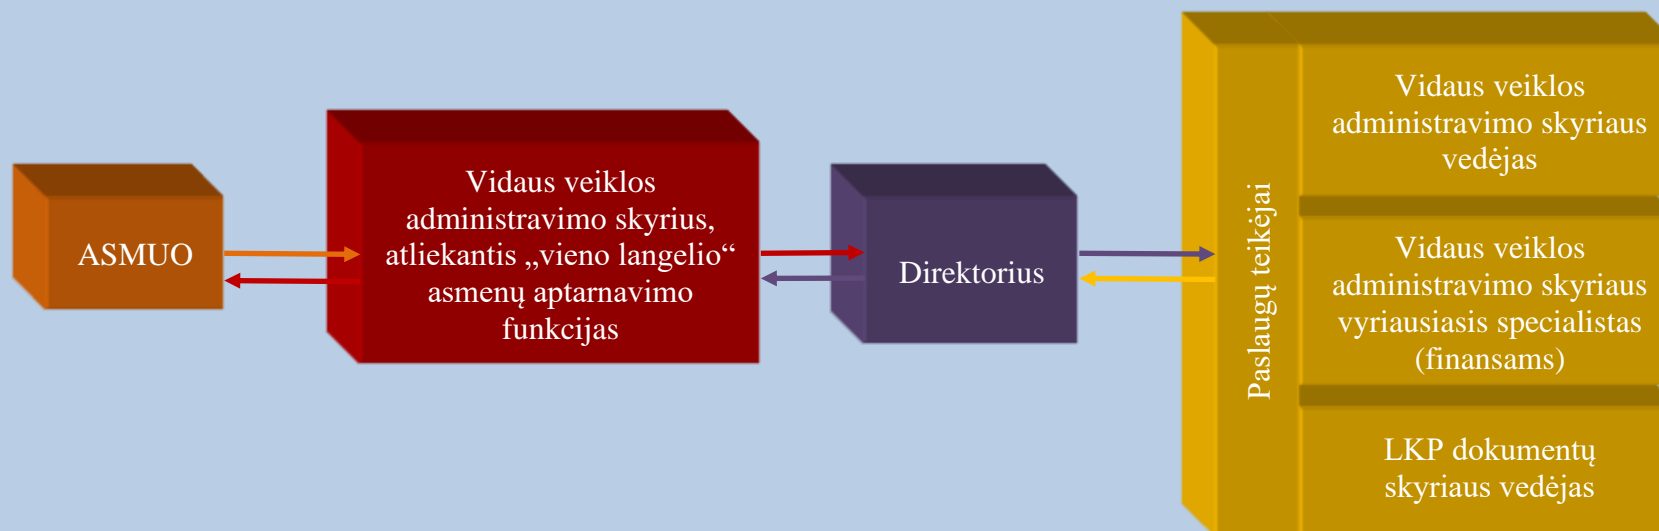 ASMUO
Vidaus veiklos
administravimo skyrius,
atliekantis „vieno langelio“
asmenų aptarnavimo
funkcijas
Direktorius
Paslaugų teikėjai
Vidaus veiklos
administravimo skyriaus
vedėjas
Vidaus veiklos
administravimo skyriaus
vyriausiasis specialistas
(finansams)
LKP dokumentų
skyriaus vedėjas